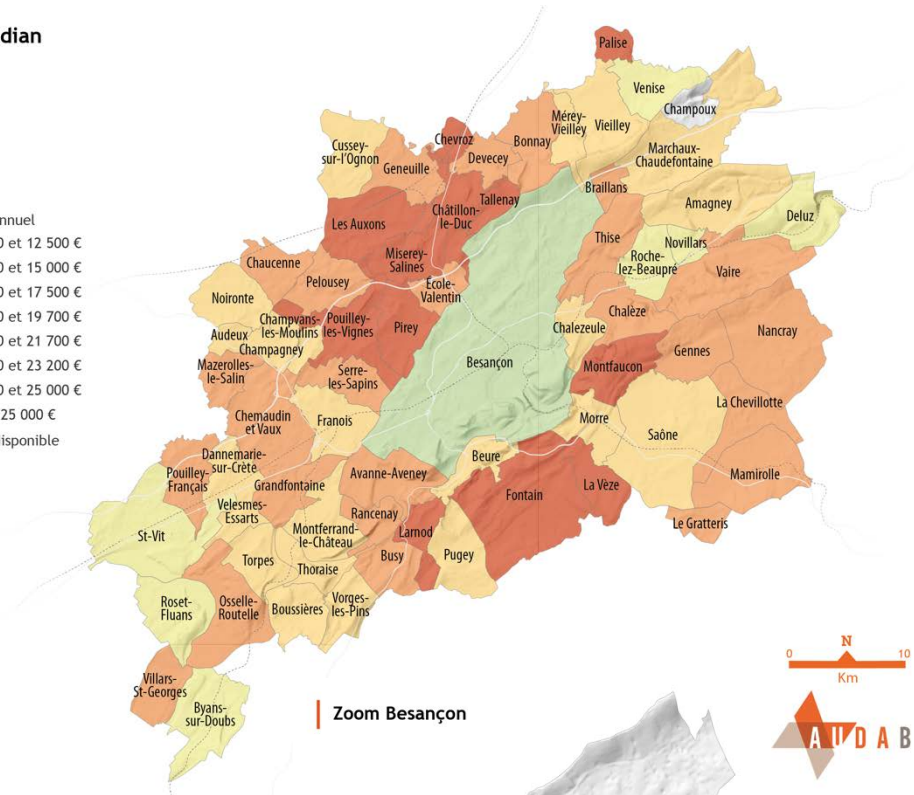 dian
nnuel
0 et 12 500 €
0 et 15 000 €
0 et 17 500 €
0 et 19 700 €
0 et 21 700 €
0 et 23 200 €
0 et 25 000 €
25 000 €
disponible
Palise
Venise
Champoux
Mérey-
Vieilley
Vieilley
Bonnay
Chevroz
Devecey
Cussey-
sur-l'Ognon
Geneuille
Marchaux-
Chaudefontaine
Braillans
Tallenay
Châtillon-
le-Duc
Les Auxons
Amagney
Deluz
Thise
Novillars
Roche-
lez-Beaupré
Vaire
Miserey-
Salines
École-
Valentin
Chaucenne
Pelousey
Noironte
Champvans-
les-Moulins
Pouilley-
les-Vignes
Pirey
Audeux
Champagney
Chalèze
Chalezeule
Nancray
Gennes
Montfaucon
Besançon
Mazerolles-
le-Salin
Serre-
les-Sapins
La Chevillotte
Chemaudin
et Vaux
Franois
Morre
Saône
Beure
Dannemarie-
sur-Crète
Pouilley-
Français
Grandfontaine
Avanne-Aveney
Mamirolle
Fontain
La Vèze
Velesmes-
Essarts
Rancenay
Le Gratteris
St-Vit
Montferrand-
le-Château
Larnod
Busy
Pugey
Torpes
Thoraise
Roset-
Fluans
Osselle-
Routelle
Boussières
Vorges-
les-Pins
Villars-
St-Georges
Byans-
sur-Doubs
Zoom Besançon
N
0 10
Km
AUDAB